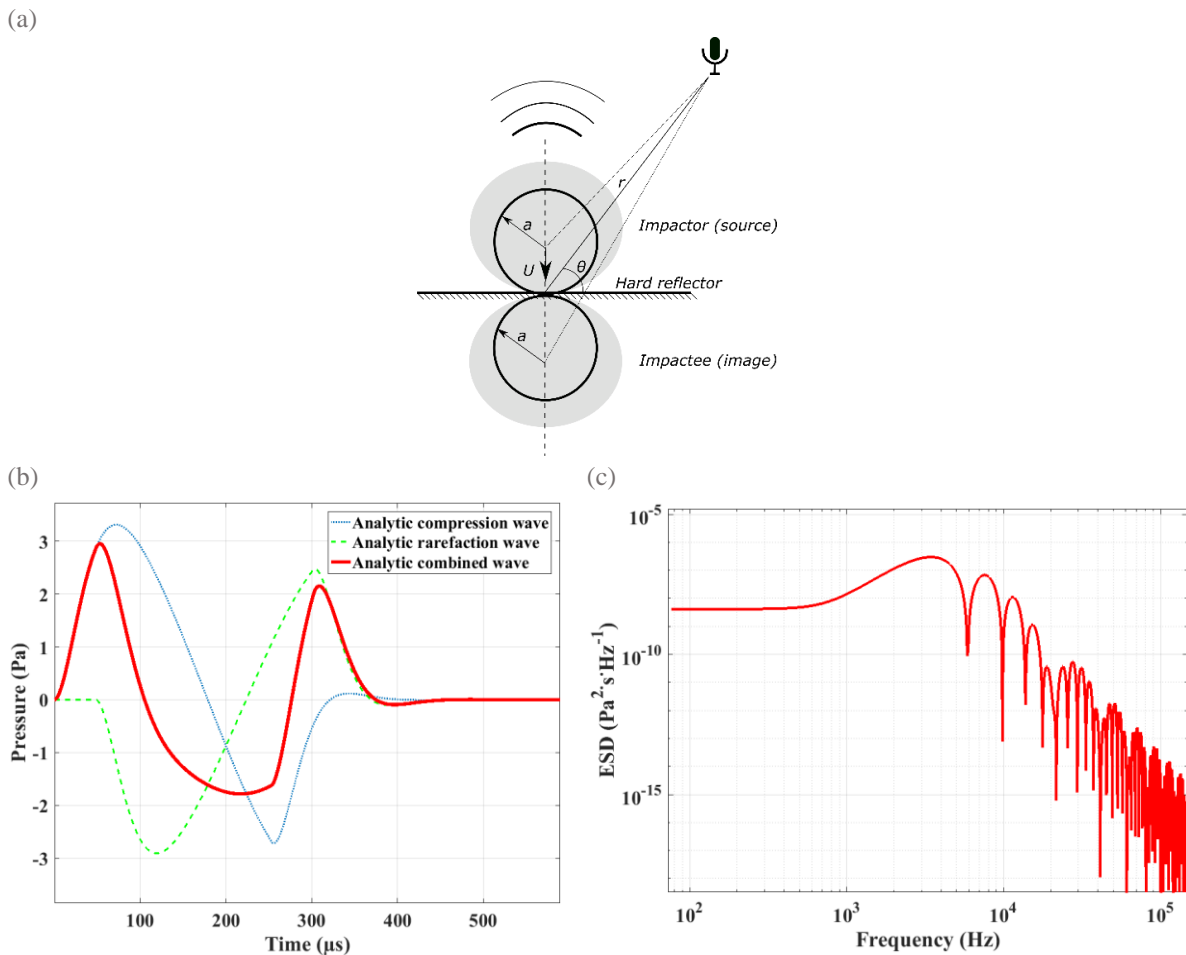 (a)
r
a
Impactor (source)
U
θ
Hard reflector
a
Impactee (image)
(b)
Analytic compression wave
Analytic rarefaction wave
Analytic combined wave
3
2
1
0
-1
-2
-3
Pressure (Pa)
100
200
300
400
500
Time (µs)
(c)
10^-5
10^-10
10^-15
ESD (Pa²·s·Hz⁻¹)
10²
10³
10⁴
10⁵
Frequency (Hz)